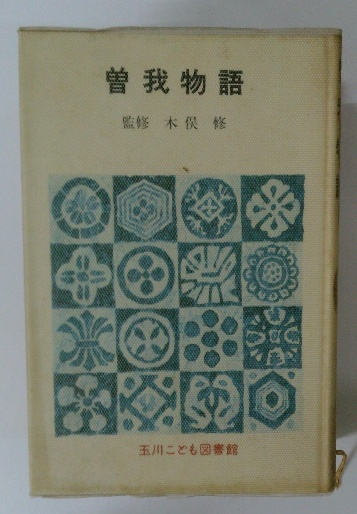 曽我物語
監修 木俣 修
玉川こども図書館